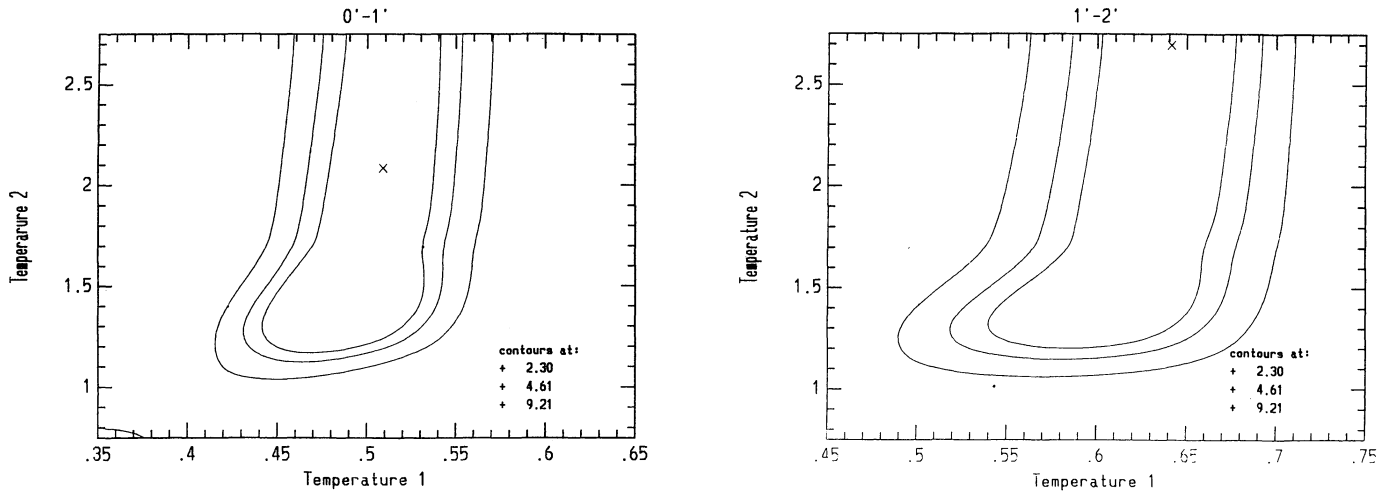 0'-1'
2.5
2
1.5
1
Temperarure 2
contours at:
+ 2.30
+ 4.61
+ 9.21
.35 .4 .45 .5 .55 .6 .65
Temperature 1
1'-2'
2.5
2
1.5
1
Temperature 2
contours at:
+ 2.30
+ 4.61
+ 9.21
.45 .5 .55 .6 .65 .7 .75
Temperature 1